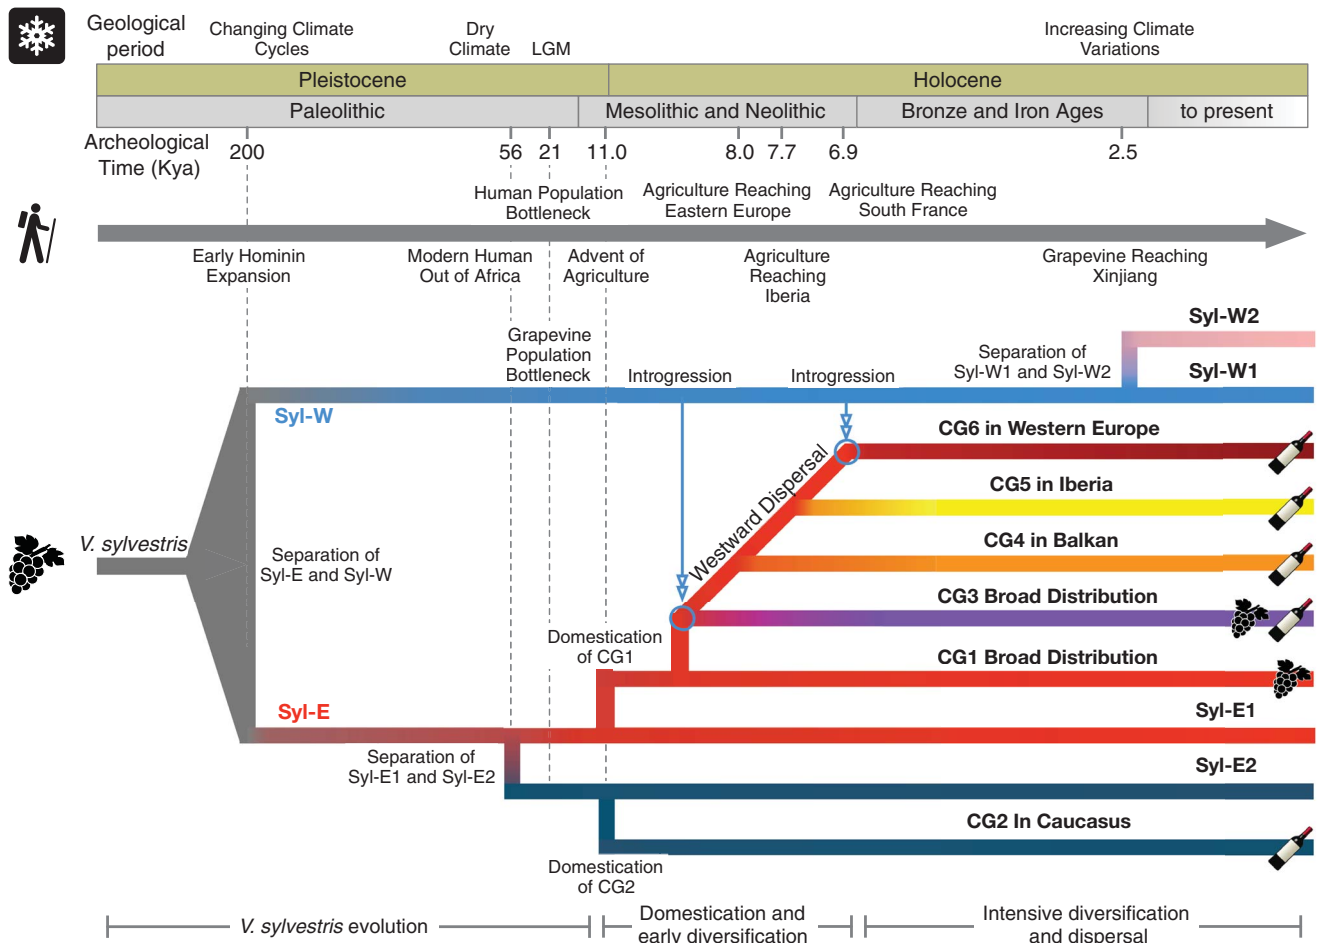 Geological
period
Changing Climate
Cycles
Dry
Climate
LGM
Increasing Climate
Variations
Pleistocene
Holocene
Paleolithic
Mesolithic and Neolithic
Bronze and Iron Ages
to present
Archeological
Time (Kya)
200
56
21
11.0
8.0
7.7
6.9
2.5
Human Population
Bottleneck
Agriculture Reaching
Eastern Europe
Agriculture Reaching
South France
Early Hominin
Expansion
Modern Human
Out of Africa
Advent of
Agriculture
Agriculture
Reaching
Iberia
Grapevine Reaching
Xinjiang
Grapevine
Population
Bottleneck
Introgression
Introgression
Separation of
Syl-W1 and Syl-W2
Syl-W2
Syl-W1
Syl-W
CG6 in Western Europe
Westward Dispersal
CG5 in Iberia
V. sylvestris
Separation of
Syl-E and Syl-W
CG4 in Balkan
CG3 Broad Distribution
Domestication
of CG1
CG1 Broad Distribution
Syl-E
Syl-E1
Separation of
Syl-E1 and Syl-E2
Syl-E2
CG2 In Caucasus
Domestication
of CG2
V. sylvestris evolution
Domestication and
early diversification
Intensive diversification
and dispersal